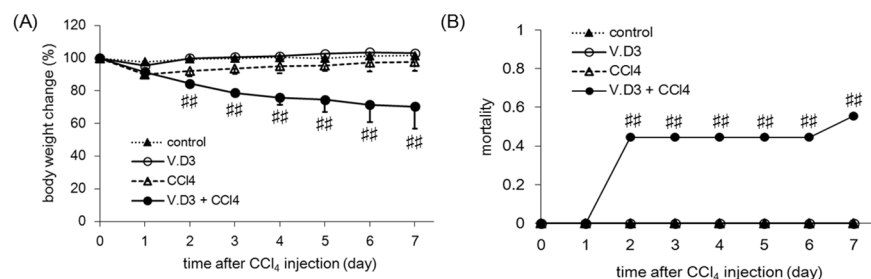 (A)
body weight change (%)
120
100
80
60
40
20
0
control
V.D3
CCl4
V.D3 + CCl4
♯♯ ♯♯ ♯♯ ♯♯ ♯♯ ♯♯
0 1 2 3 4 5 6 7
time after CCl₄ injection (day)
(B)
control
V.D3
CCl4
V.D3 + CCl4
mortality
1
0.8
0.6
0.4
0.2
0
♯♯ ♯♯ ♯♯ ♯♯ ♯♯ ♯♯
0 1 2 3 4 5 6 7
time after CCl₄ injection (day)